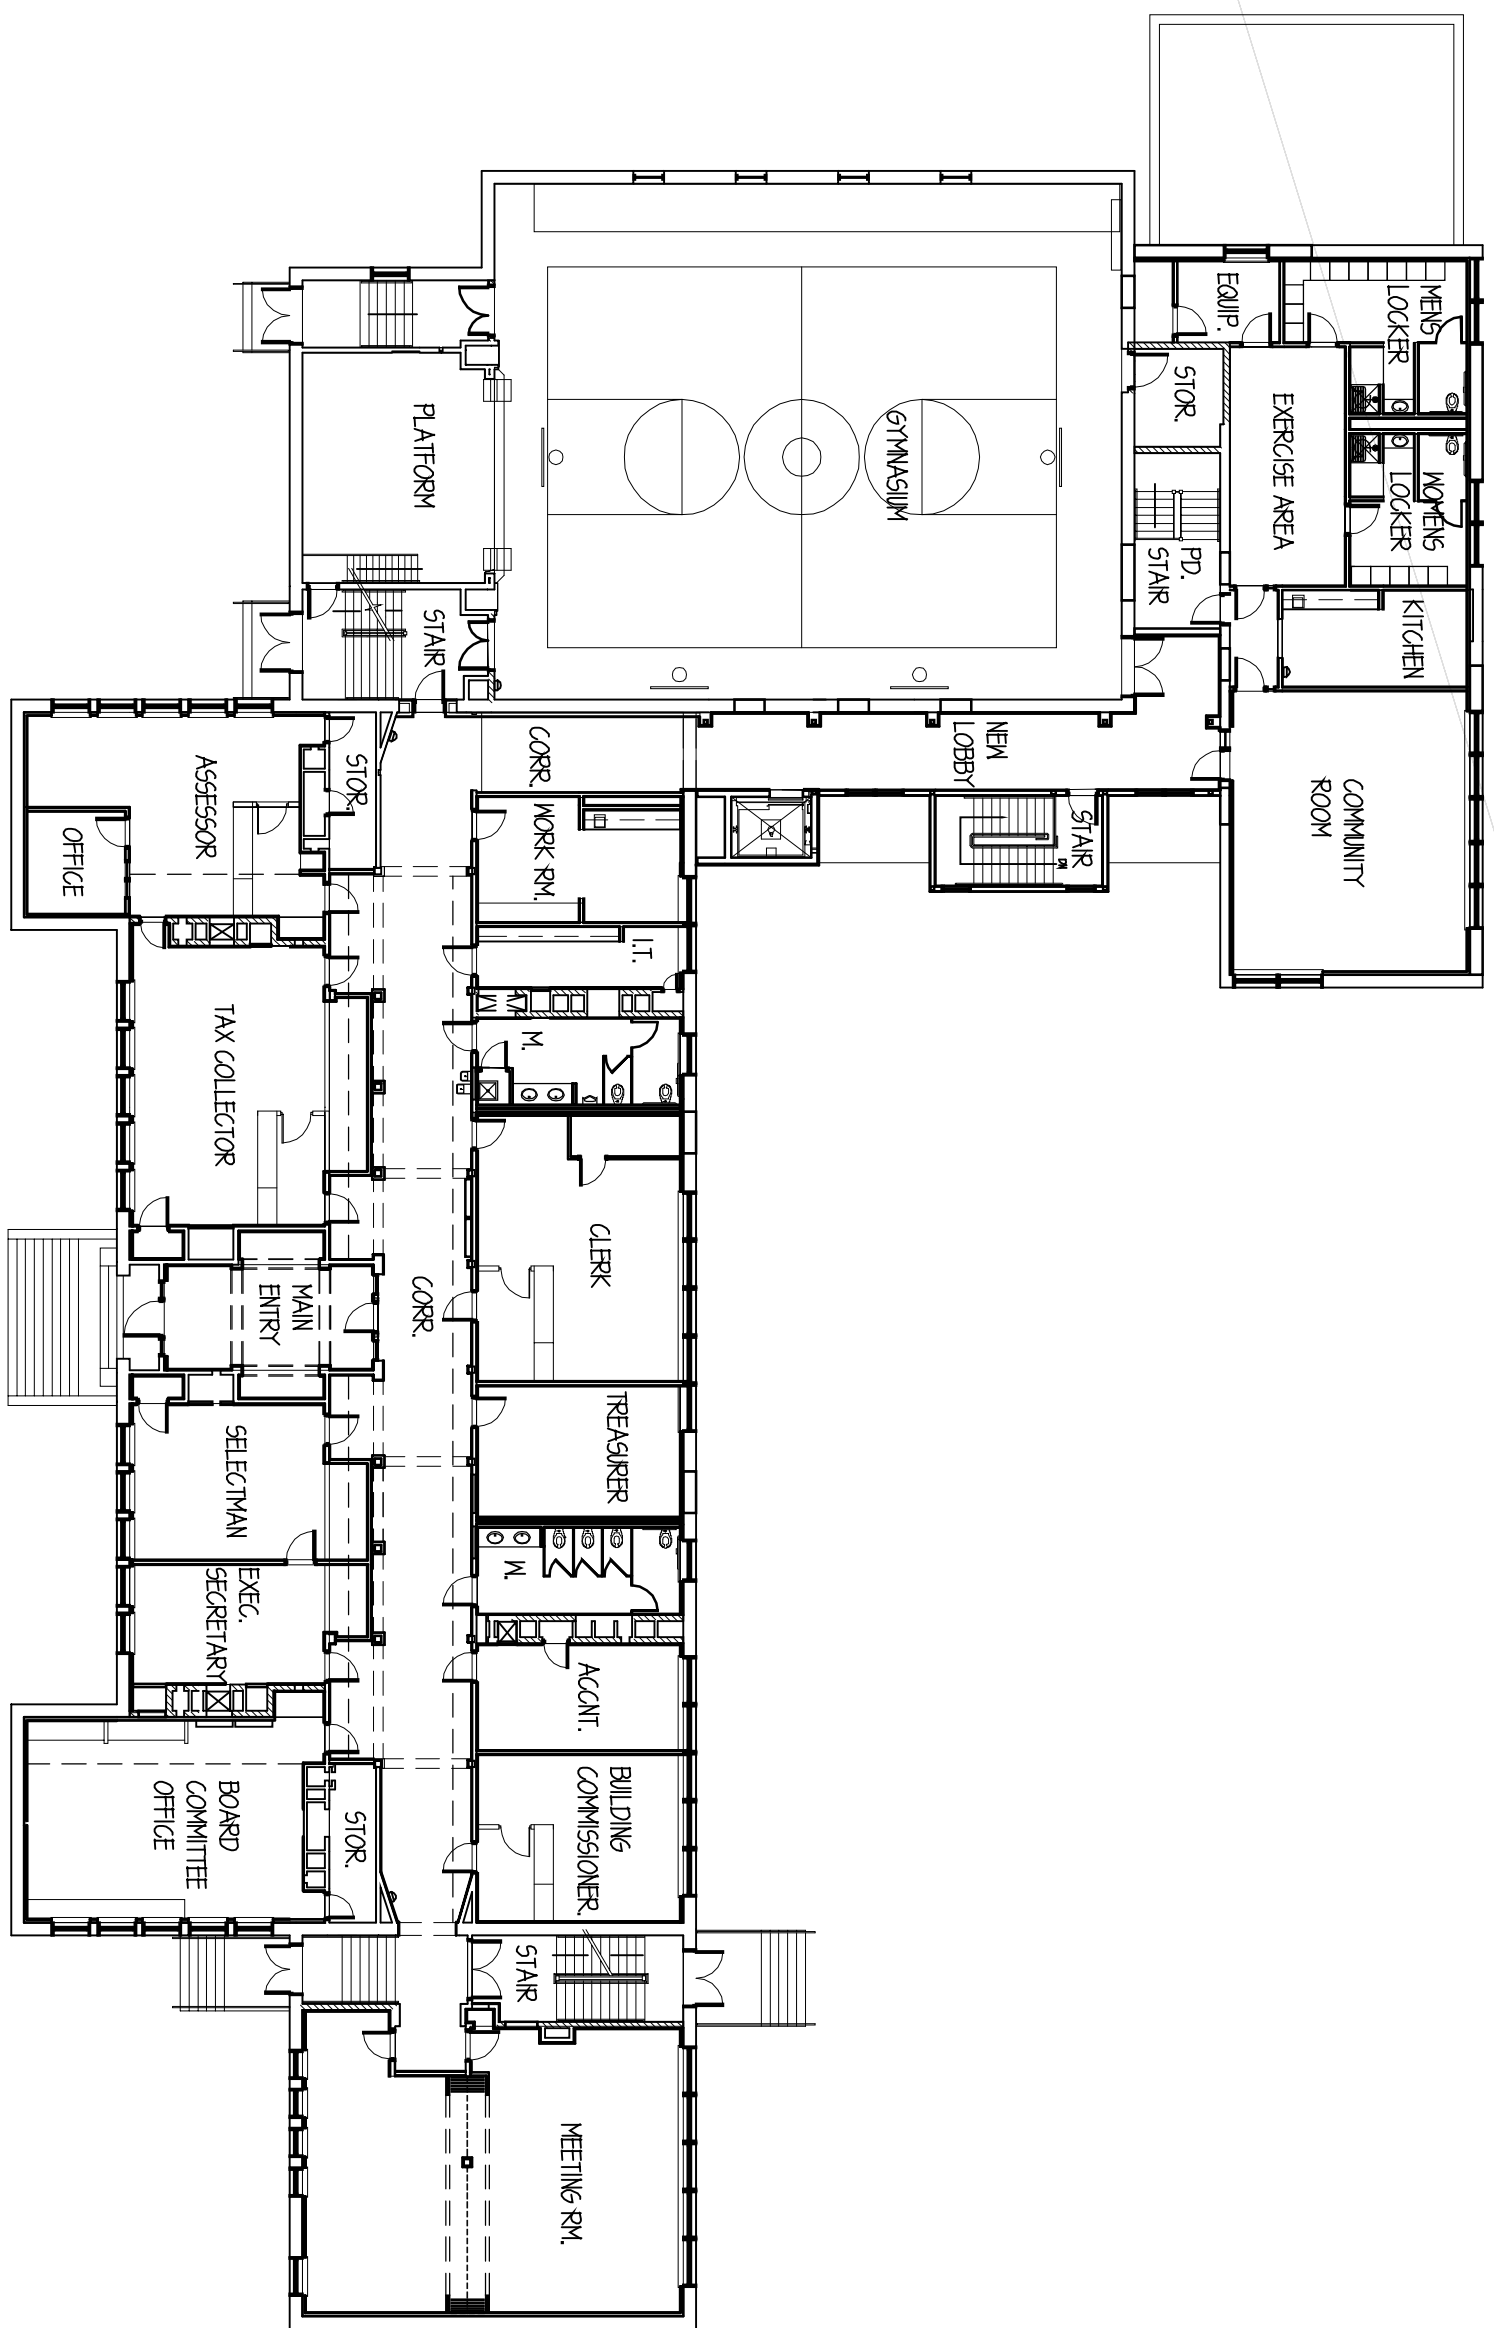 MENS
LOCKER
WOMENS
LOCKER
KITCHEN
COMMUNITY
ROOM
EQUIP.
EXERCISE AREA
STOR.
PD.
STAIR
GYMNASIUM
NEW
LOBBY
STAIR
PLATFORM
STAIR
CORR.
WORK RM.
I.T.
M.
CLERK
TREASURER
W.
ACCNT.
BUILDING
COMMISSIONER.
STAIR
MEETING RM.
CORR.
STOR.
ASSESSOR
OFFICE
TAX COLLECTOR
MAIN
ENTRY
SELECTMAN
EXEC.
SECRETARY
STOR.
BOARD
COMMITTEE
OFFICE